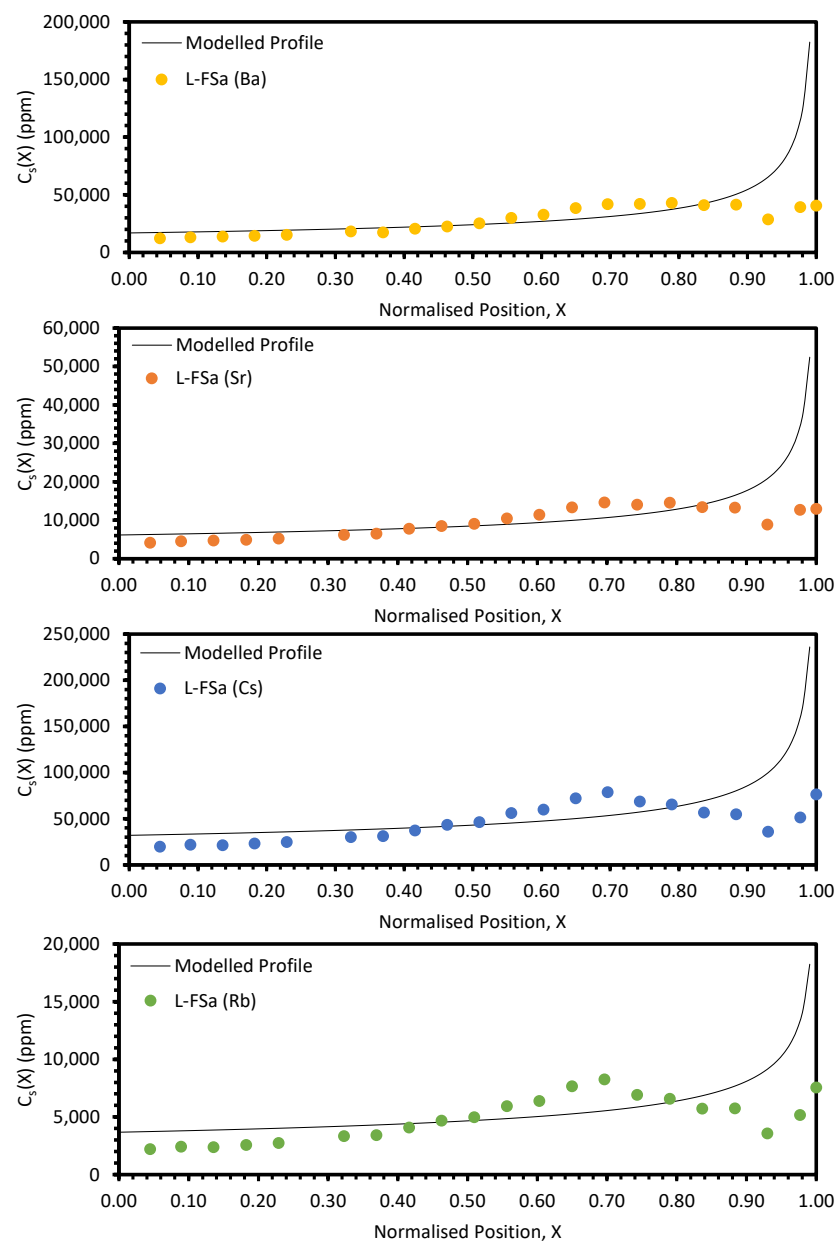 200,000
Modelled Profile
L-FSa (Ba)
150,000
Cs(X) (ppm)
100,000
50,000
0
0.00 0.10 0.20 0.30 0.40 0.50 0.60 0.70 0.80 0.90 1.00
Normalised Position, X
60,000
Modelled Profile
50,000
L-FSa (Sr)
40,000
Cs(X) (ppm)
30,000
20,000
10,000
0
0.00 0.10 0.20 0.30 0.40 0.50 0.60 0.70 0.80 0.90 1.00
Normalised Position, X
250,000
Modelled Profile
200,000
L-FSa (Cs)
150,000
Cs(X) (ppm)
100,000
50,000
0
0.00 0.10 0.20 0.30 0.40 0.50 0.60 0.70 0.80 0.90 1.00
Normalised Position, X
20,000
Modelled Profile
L-FSa (Rb)
15,000
Cs(X) (ppm)
10,000
5,000
0
0.00 0.10 0.20 0.30 0.40 0.50 0.60 0.70 0.80 0.90 1.00
Normalised Position, X